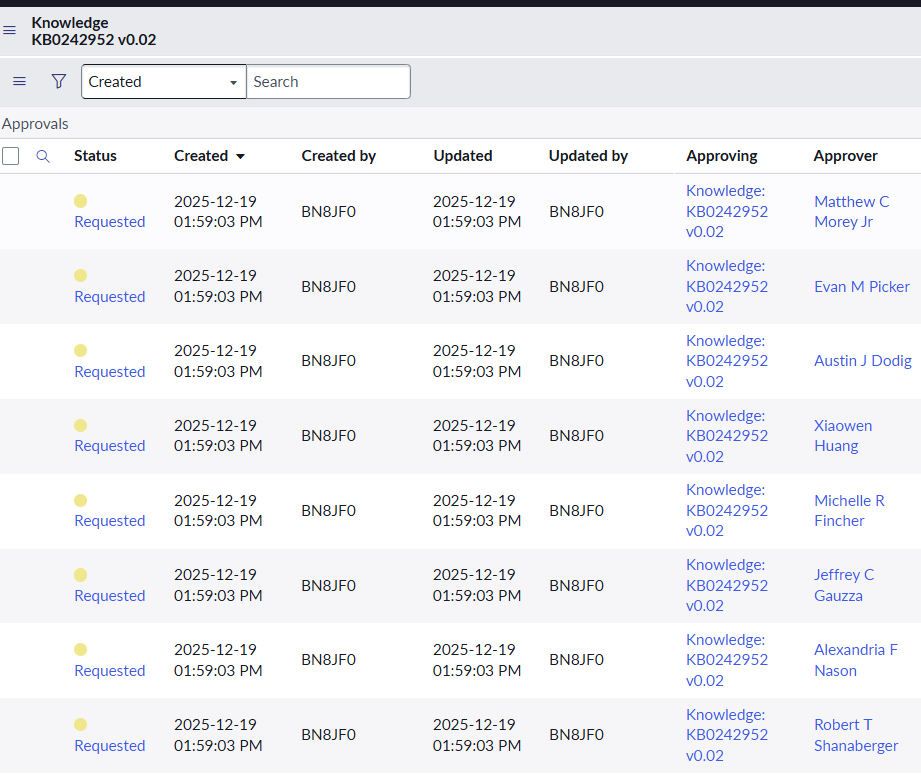 Knowledge
KB0242952 v0.02
Created Search
Approvals
Status Created Created by Updated Updated by Approving Approver
Requested 2025-12-19 01:59:03 PM BN8JF0 2025-12-19 01:59:03 PM BN8JF0 Knowledge: KB0242952 v0.02 Matthew C Morey Jr
Requested 2025-12-19 01:59:03 PM BN8JF0 2025-12-19 01:59:03 PM BN8JF0 Knowledge: KB0242952 v0.02 Evan M Picker
Requested 2025-12-19 01:59:03 PM BN8JF0 2025-12-19 01:59:03 PM BN8JF0 Knowledge: KB0242952 v0.02 Austin J Dodig
Requested 2025-12-19 01:59:03 PM BN8JF0 2025-12-19 01:59:03 PM BN8JF0 Knowledge: KB0242952 v0.02 Xiaowen Huang
Requested 2025-12-19 01:59:03 PM BN8JF0 2025-12-19 01:59:03 PM BN8JF0 Knowledge: KB0242952 v0.02 Michelle R Fincher
Requested 2025-12-19 01:59:03 PM BN8JF0 2025-12-19 01:59:03 PM BN8JF0 Knowledge: KB0242952 v0.02 Jeffrey C Gauzza
Requested 2025-12-19 01:59:03 PM BN8JF0 2025-12-19 01:59:03 PM BN8JF0 Knowledge: KB0242952 v0.02 Alexandria F Nason
Requested 2025-12-19 01:59:03 PM BN8JF0 2025-12-19 01:59:03 PM BN8JF0 Knowledge: KB0242952 v0.02 Robert T Shanaberger